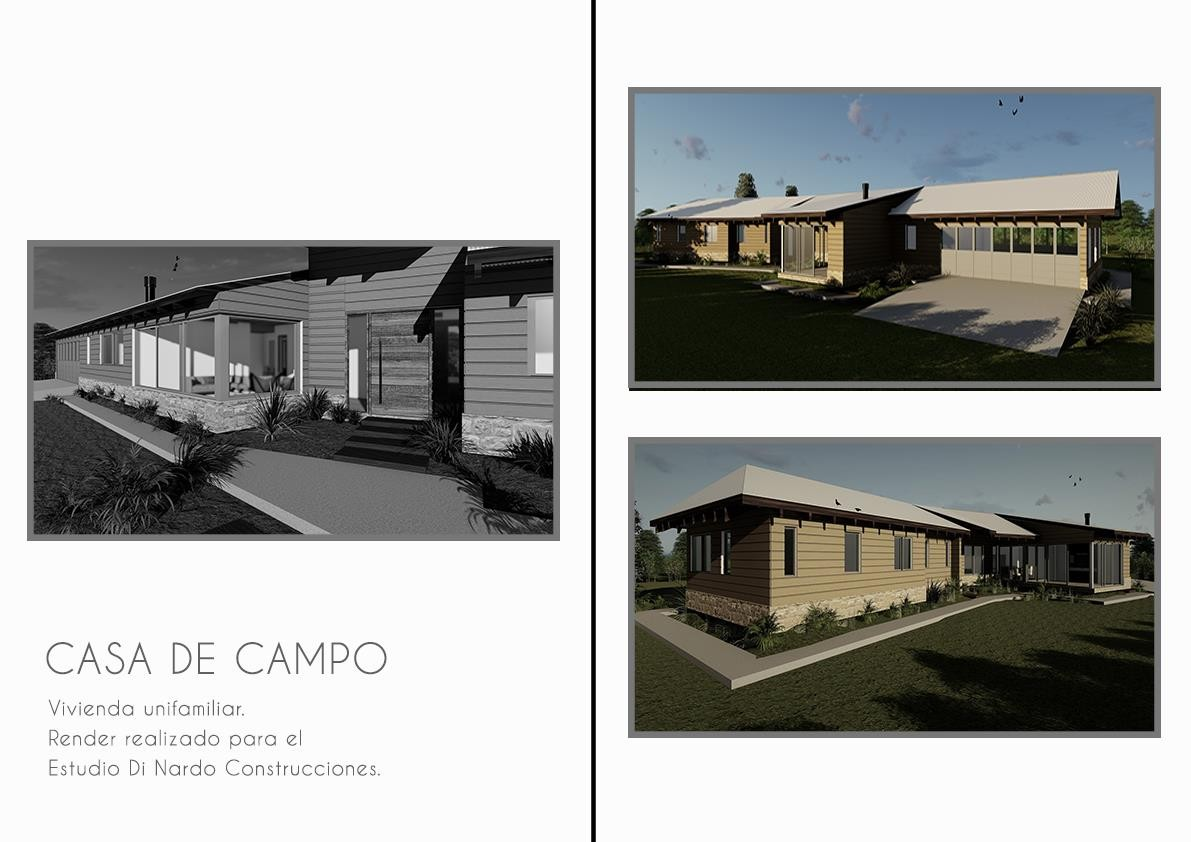 CASA DE CAMPO
Vivienda unifamiliar.
Render realizado para el
Estudio Di Nardo Construcciones.